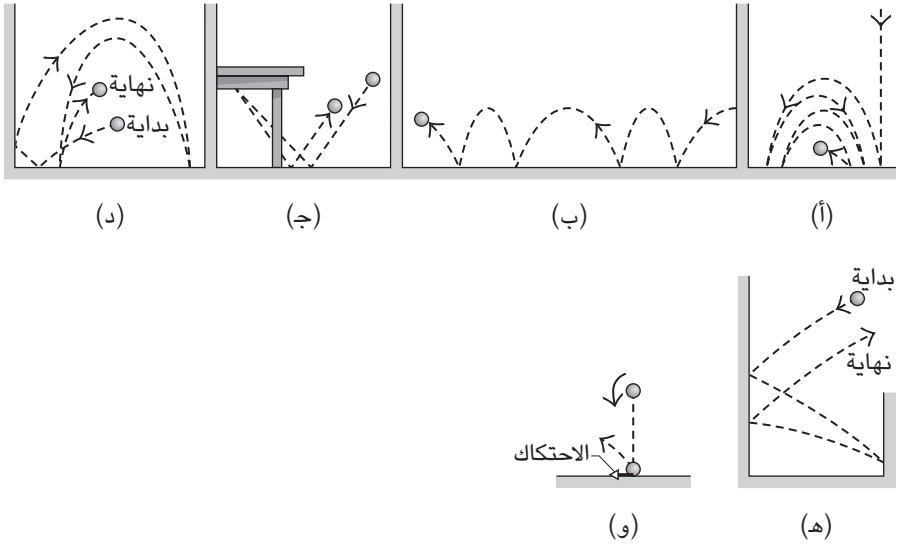 نهاية
بداية
(أ)
(ب)
(ج)
(د)
بداية
نهاية
الاحتكاك
(هـ)
(و)